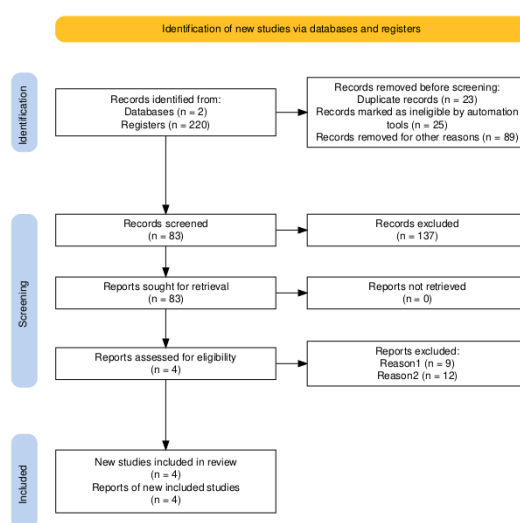 Identification of new studies via databases and registers
Identification
Records identified from:
Databases (n = 2)
Registers (n = 220)
Records removed before screening:
Duplicate records (n = 23)
Records marked as ineligible by automation
tools (n = 25)
Records removed for other reasons (n = 89)
Screening
Records screened
(n = 83)
Records excluded
(n = 137)
Reports sought for retrieval
(n = 83)
Reports not retrieved
(n = 0)
Reports assessed for eligibility
(n = 4)
Reports excluded:
Reason1 (n = 9)
Reason2 (n = 12)
Included
New studies included in review
(n = 4)
Reports of new included studies
(n = 4)